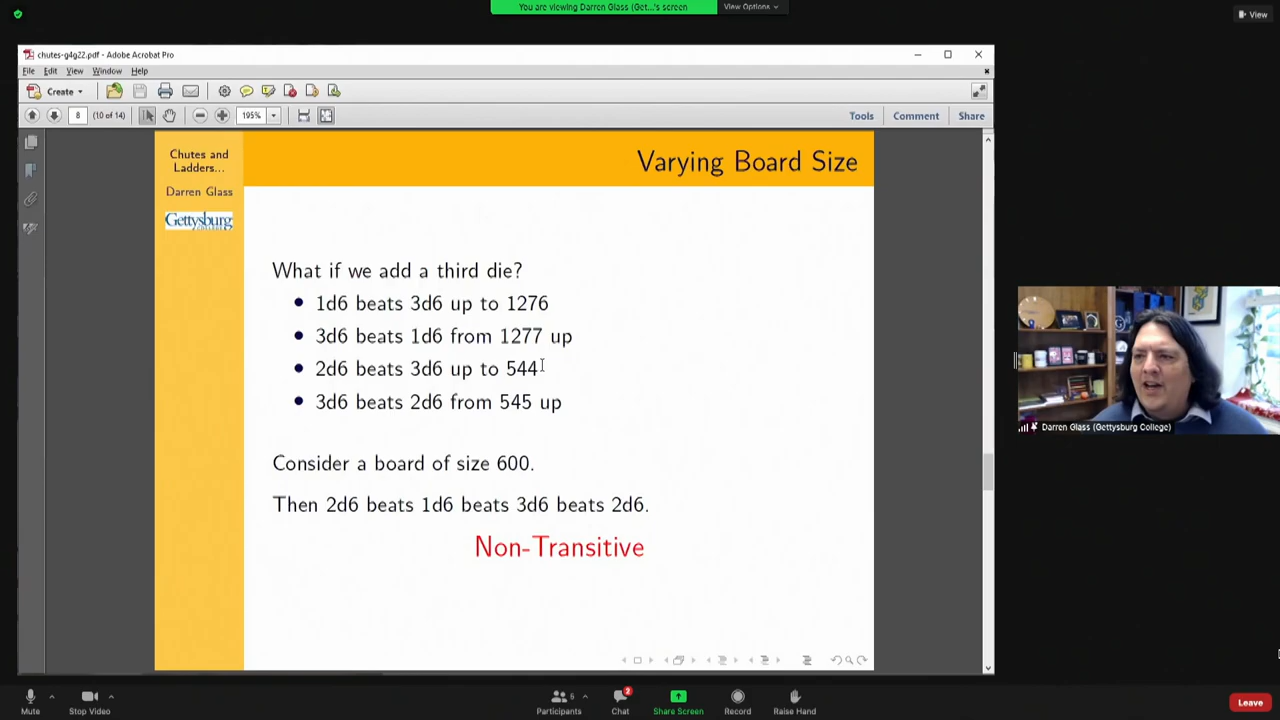 You are viewing Darren Glass (Get...'s screen
View Options
View
chutes-g4g22.pdf - Adobe Acrobat Pro
File Edit View Window Help
Create
8 (10 of 14) 195% Tools Comment Share
Chutes and
Ladders...
Darren Glass
Gettysburg
COLLEGE
Varying Board Size
What if we add a third die?
• 1d6 beats 3d6 up to 1276
• 3d6 beats 1d6 from 1277 up
• 2d6 beats 3d6 up to 544
• 3d6 beats 2d6 from 545 up
Consider a board of size 600.
Then 2d6 beats 1d6 beats 3d6 beats 2d6.
Non-Transitive
Darren Glass (Gettysburg College)
Mute
Stop Video
Participants 5
Chat 2
Share Screen
Record
Raise Hand
Leave